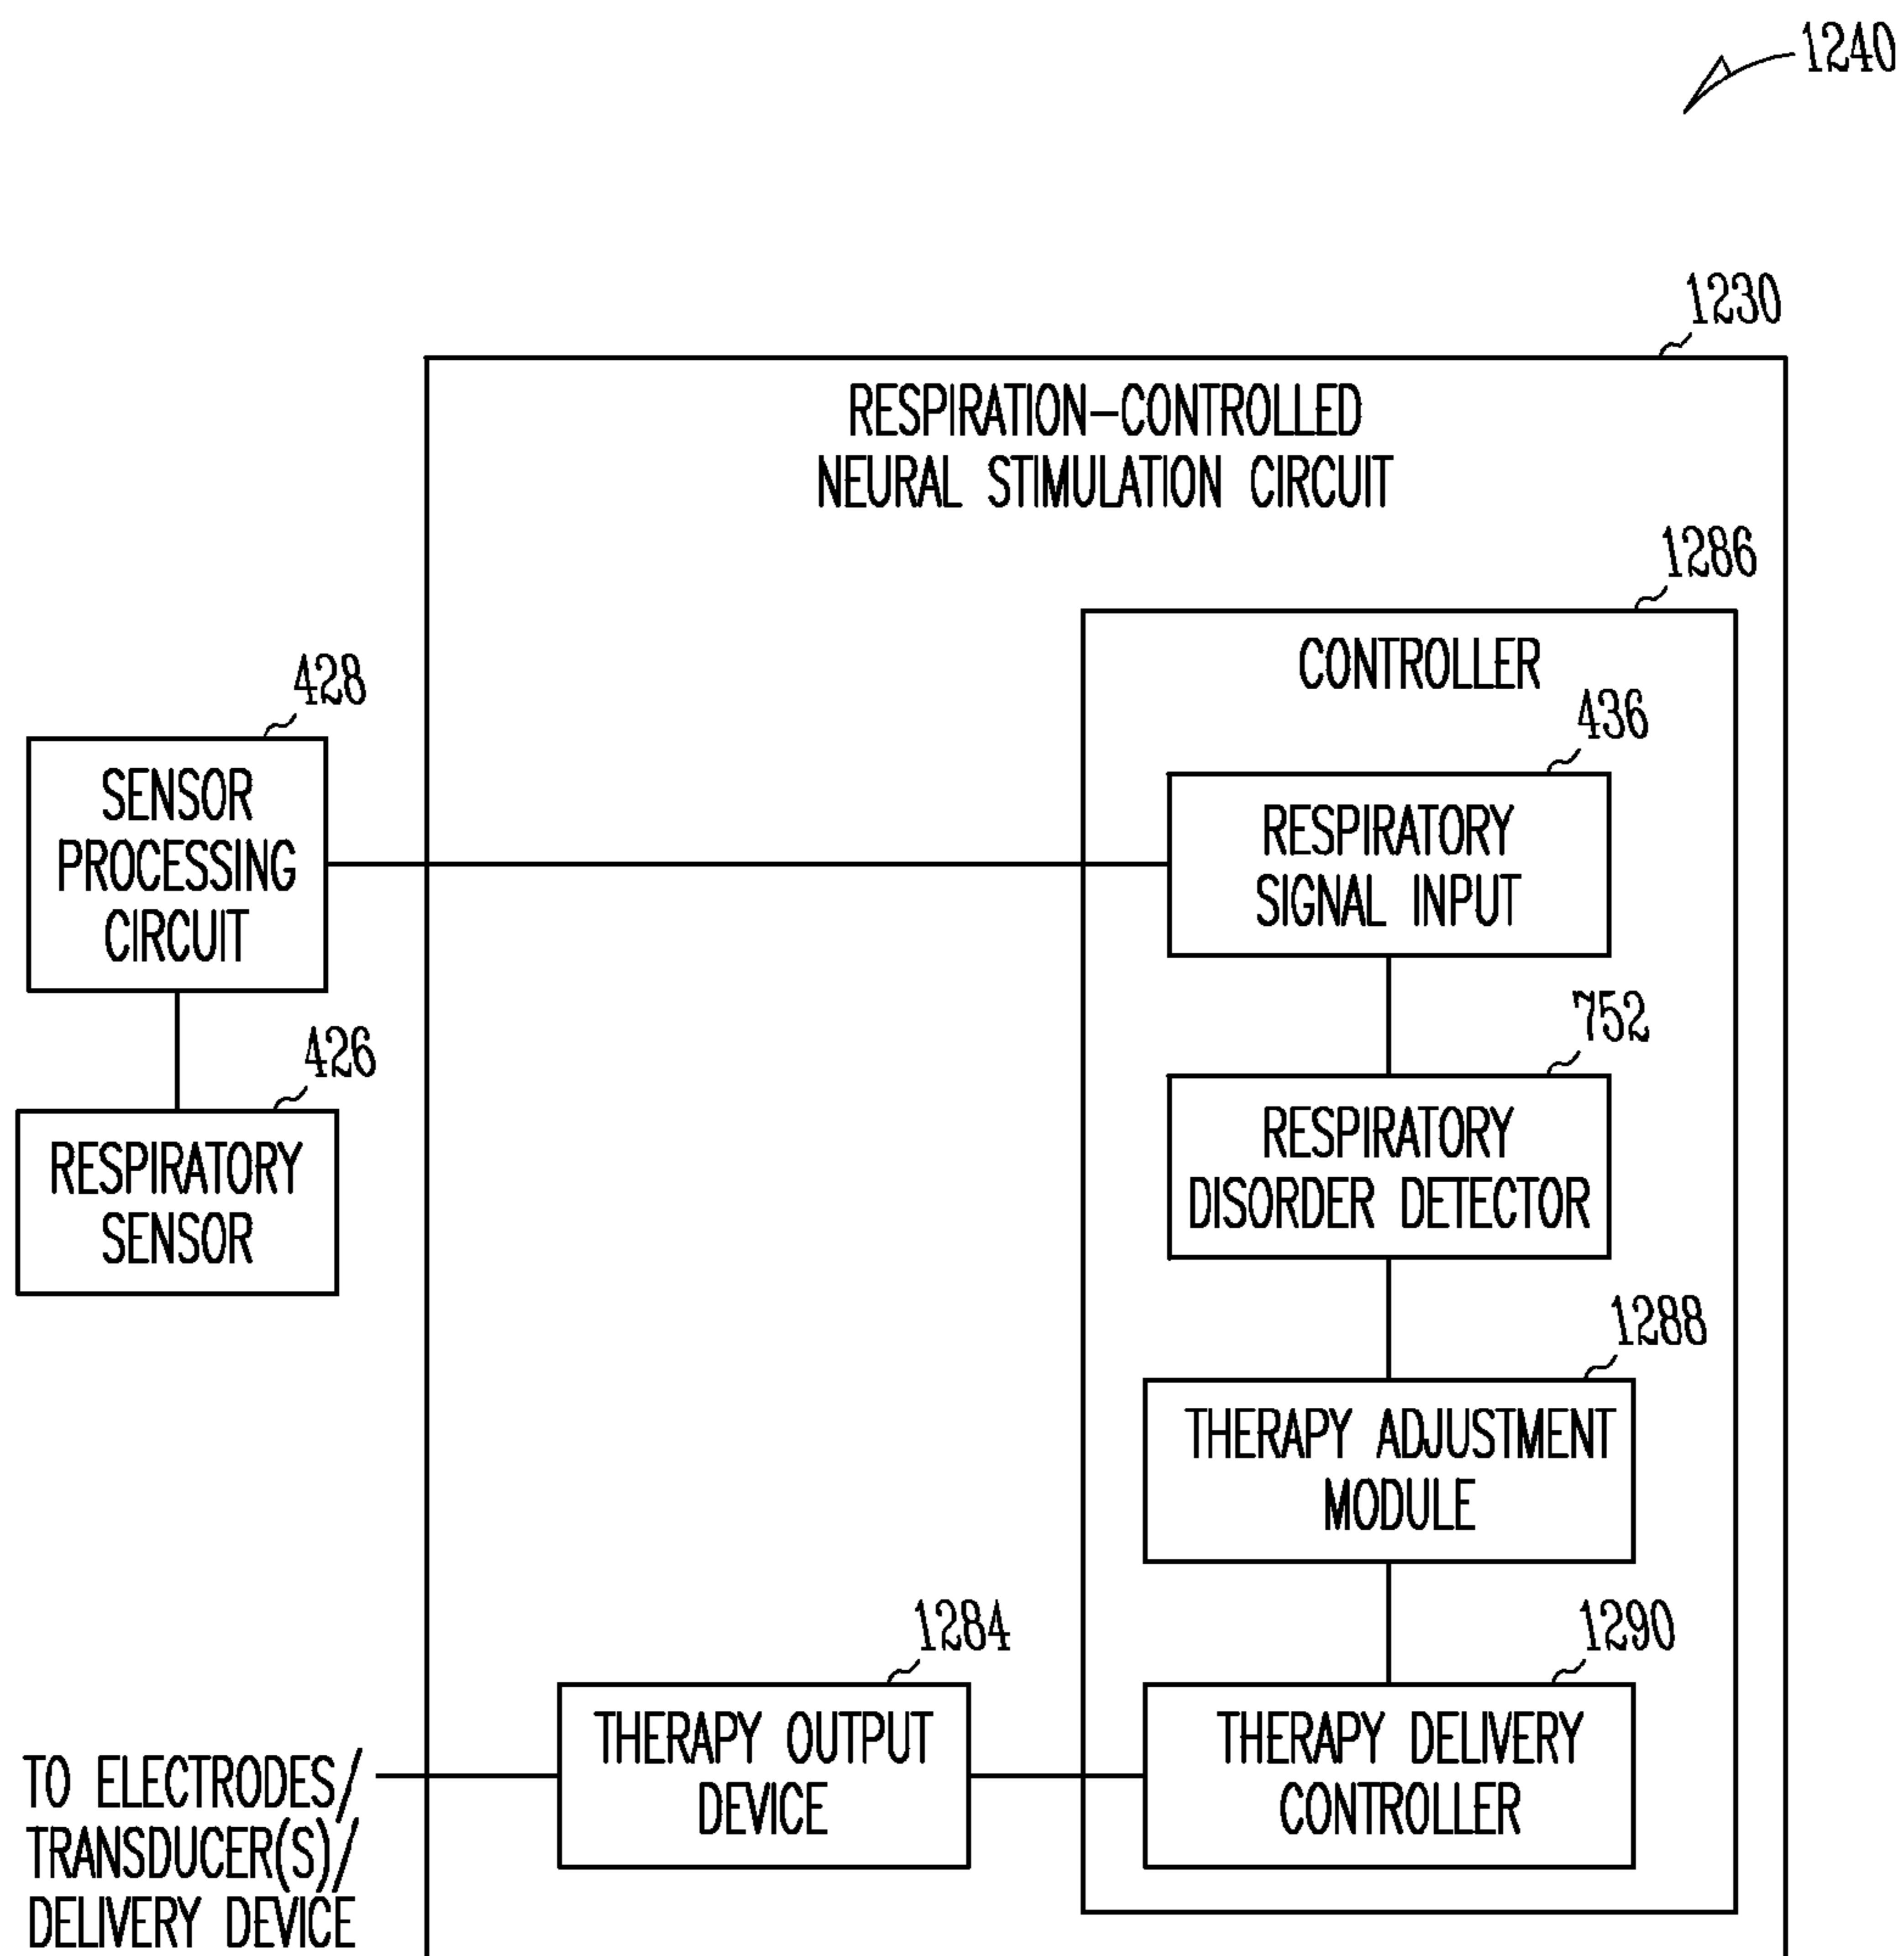 1240
1230
RESPIRATION-CONTROLLED
NEURAL STIMULATION CIRCUIT
1286
CONTROLLER
428
SENSOR
PROCESSING
CIRCUIT
436
RESPIRATORY
SIGNAL INPUT
426
RESPIRATORY
SENSOR
752
RESPIRATORY
DISORDER DETECTOR
1288
THERAPY ADJUSTMENT
MODULE
1284
THERAPY OUTPUT
DEVICE
1290
THERAPY DELIVERY
CONTROLLER
TO ELECTRODES/
TRANSDUCER(S)/
DELIVERY DEVICE